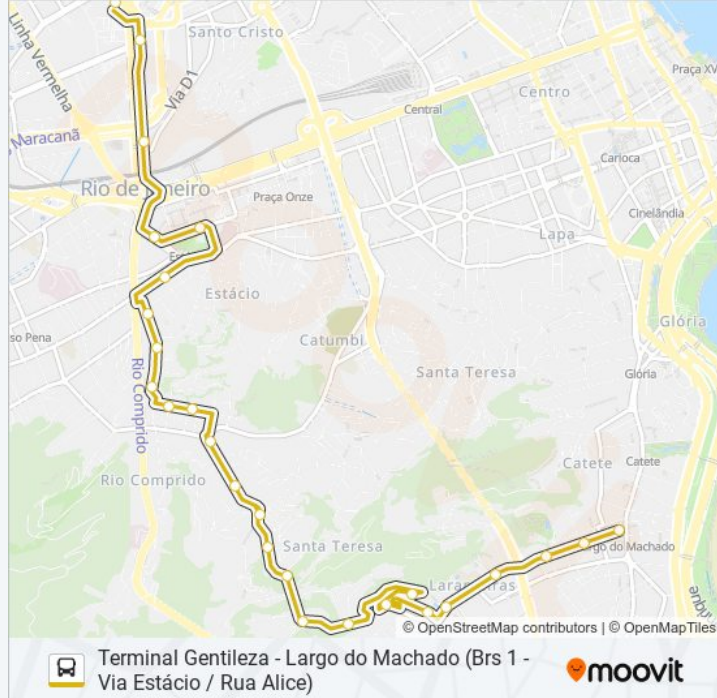 Santo Cristo
Linha Vermelha
Via D1
Praça XV
Centro
Central
Maracanã
Carioca
Rio de Janeiro
Praça Onze
Cinelândia
Lapa
Estácio
Glória
so Pena
Catumbi
Glória
Santa Teresa
Rio Comprido
Catete
Catete
Rio Comprido
Santa Teresa
Largo do Machado
Laranjeiras
© OpenStreetMap contributors | © OpenMapTiles
Terminal Gentileza - Largo do Machado (Brs 1 -
Via Estácio / Rua Alice)
moovit